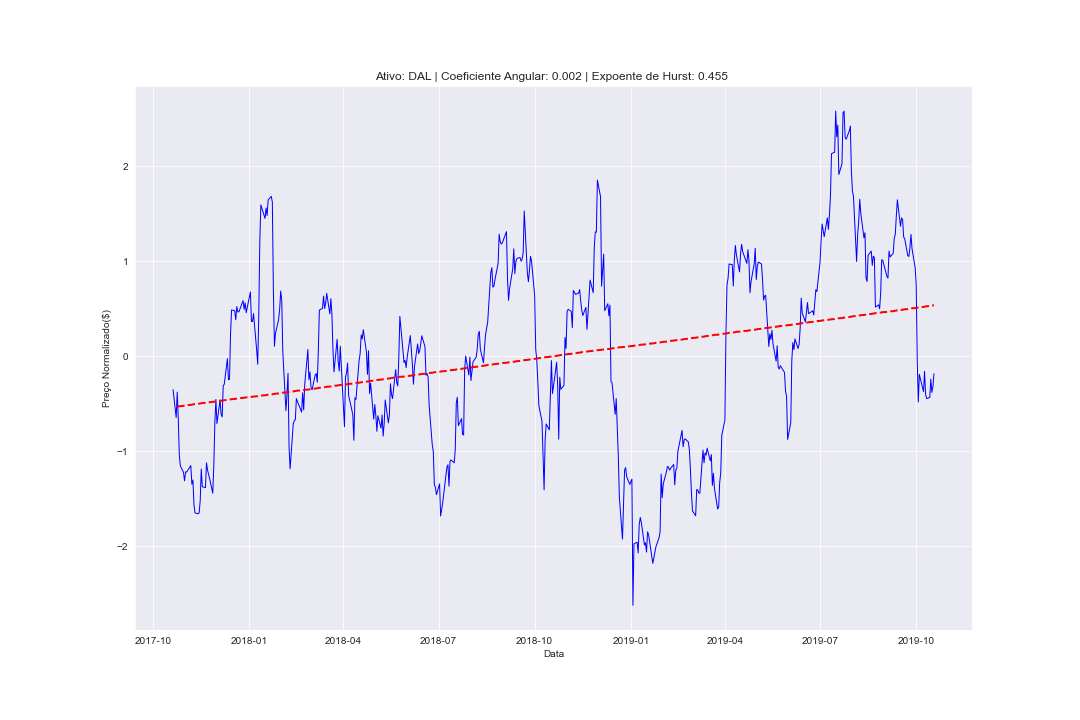 Ativo: DAL | Coeficiente Angular: 0.002 | Expoente de Hurst: 0.455
Preço Normalizado($)
2
1
0
−1
−2
2017-10 2018-01 2018-04 2018-07 2018-10 2019-01 2019-04 2019-07 2019-10
Data